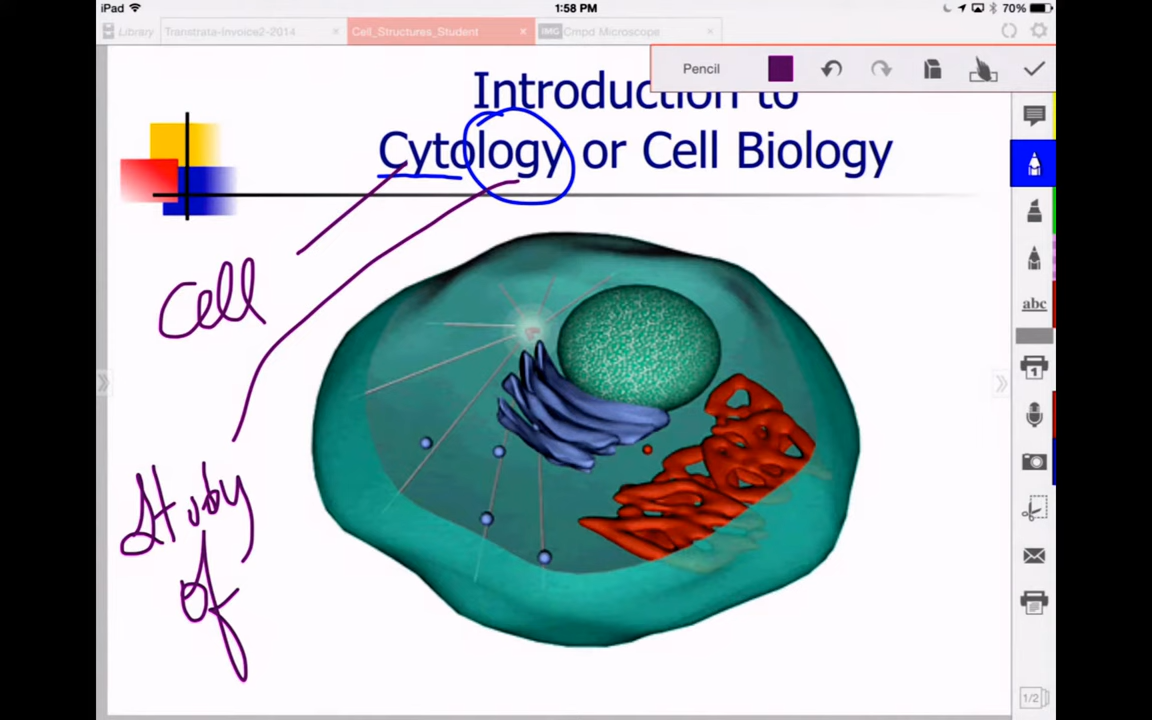 iPad 1:58 PM 70%
Library Transtrata-Invoice2-2014 Cell_Structures_Student IMG Cmpd Microscope
Pencil
Introduction to
Cytology or Cell Biology
Cell
Study
of
abc
1
1/2